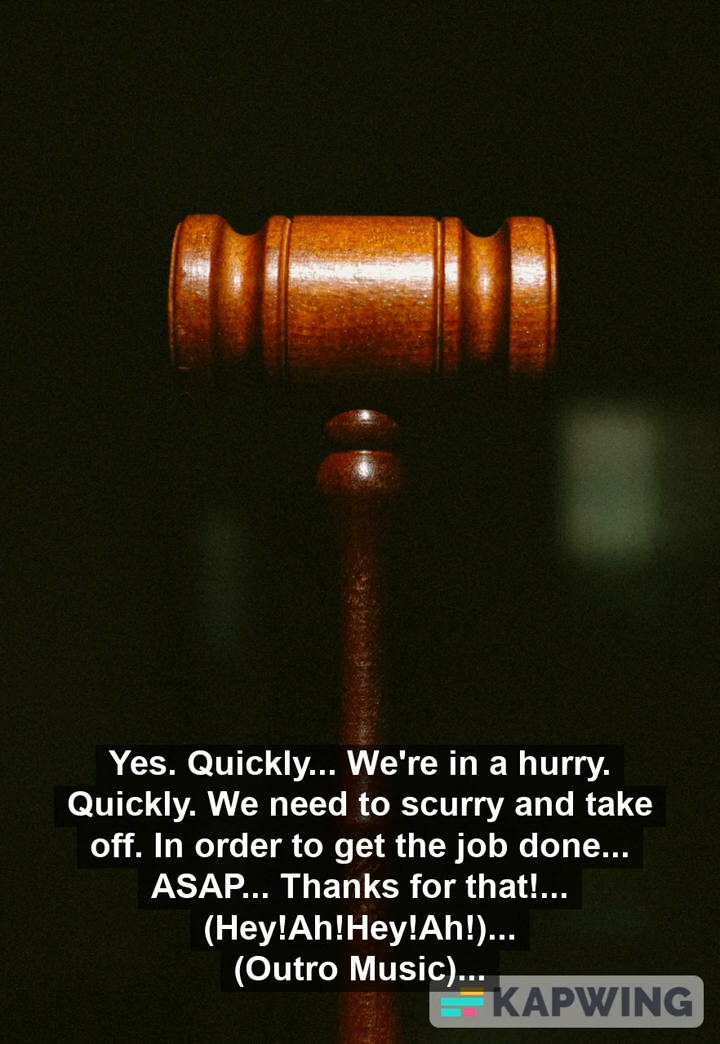 Yes. Quickly... We're in a hurry.
Quickly. We need to scurry and take
off. In order to get the job done...
ASAP... Thanks for that!...
(Hey!Ah!Hey!Ah!)...
(Outro Music)...
KAPWING